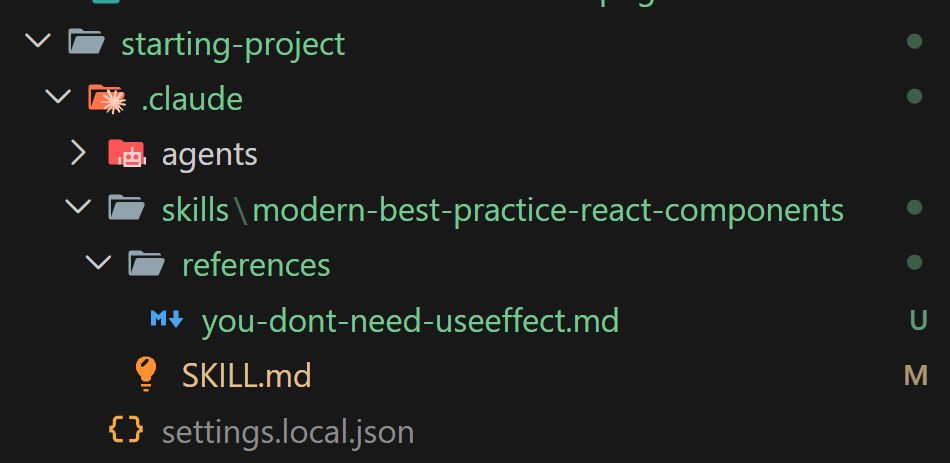 starting-project
.claude
agents
skills\modern-best-practice-react-components
references
you-dont-need-useeffect.md U
SKILL.md M
settings.local.json